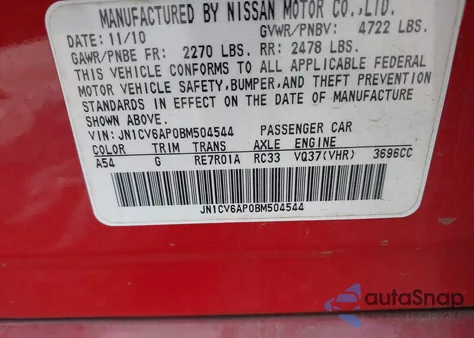 MANUFACTURED BY NISSAN MOTOR CO.,LTD.
DATE: 11/10 GVWR/PNBV: 4722 LBS.
GAWR/PNBE FR: 2270 LBS. RR: 2478 LBS.
THIS VEHICLE CONFORMS TO ALL APPLICABLE FEDERAL
MOTOR VEHICLE SAFETY, BUMPER, AND THEFT PREVENTION
STANDARDS IN EFFECT ON THE DATE OF MANUFACTURE
SHOWN ABOVE.
VIN: JN1CV6AP0BM504544 PASSENGER CAR
COLOR TRIM TRANS AXLE ENGINE
A54 G RE7R01A RC33 VQ37(VHR) 3696CC
JN1CV6AP0BM504544
autoSnap